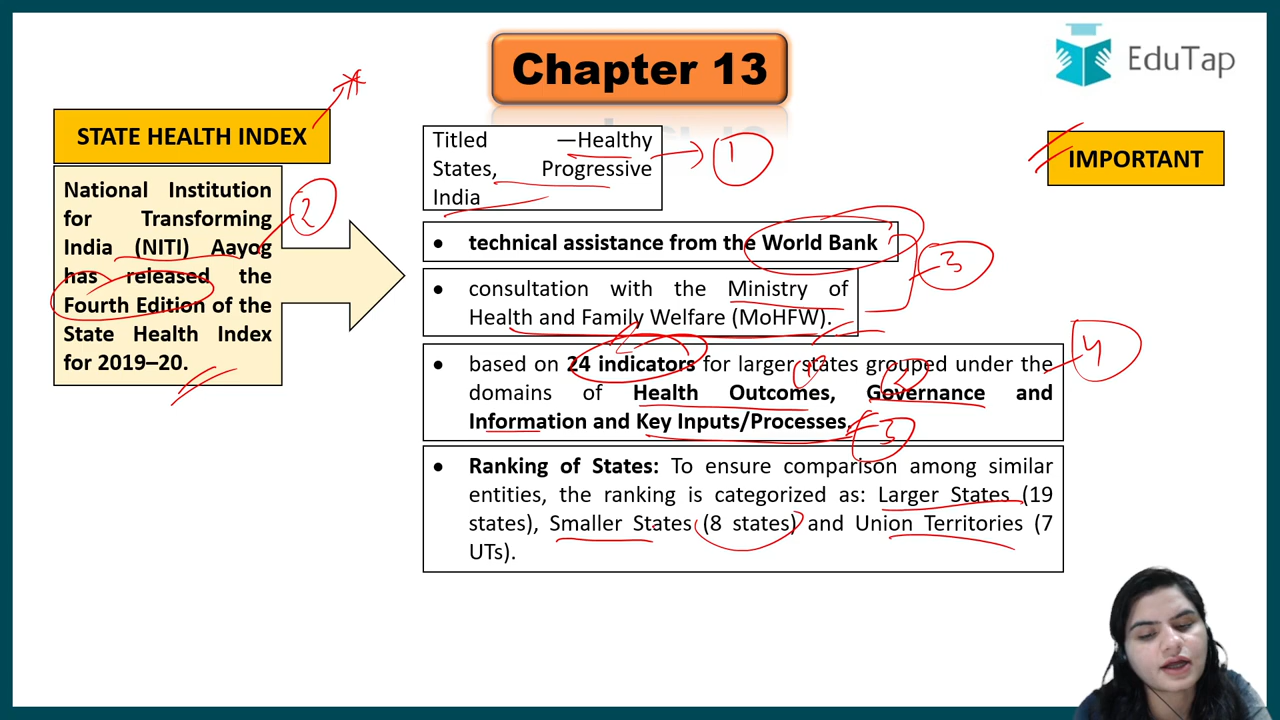 Chapter 13
EduTap
STATE HEALTH INDEX
IMPORTANT
National Institution
for Transforming
India (NITI) Aayog
has released the
Fourth Edition of the
State Health Index
for 2019–20.
2
Titled —Healthy
States, Progressive
India
1
• technical assistance from the World Bank
• consultation with the Ministry of
Health and Family Welfare (MoHFW).
3
• based on 24 indicators for larger states grouped under the
domains of Health Outcomes, Governance and
Information and Key Inputs/Processes.
4
1
2
3
• Ranking of States: To ensure comparison among similar
entities, the ranking is categorized as: Larger States (19
states), Smaller States (8 states) and Union Territories (7
UTs).